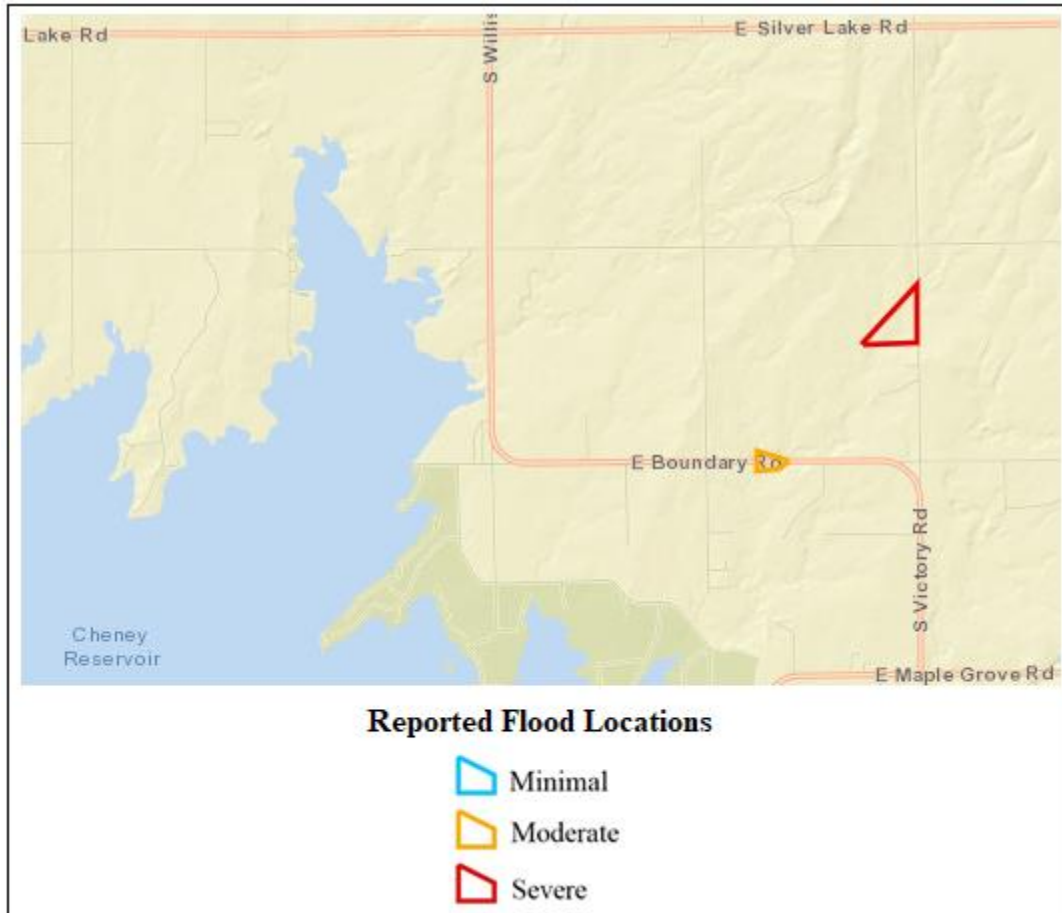 Lake Rd
E Silver Lake Rd
S Willis
E Boundary Rd
S Victory Rd
Cheney
Reservoir
E Maple Grove Rd
Reported Flood Locations
Minimal
Moderate
Severe